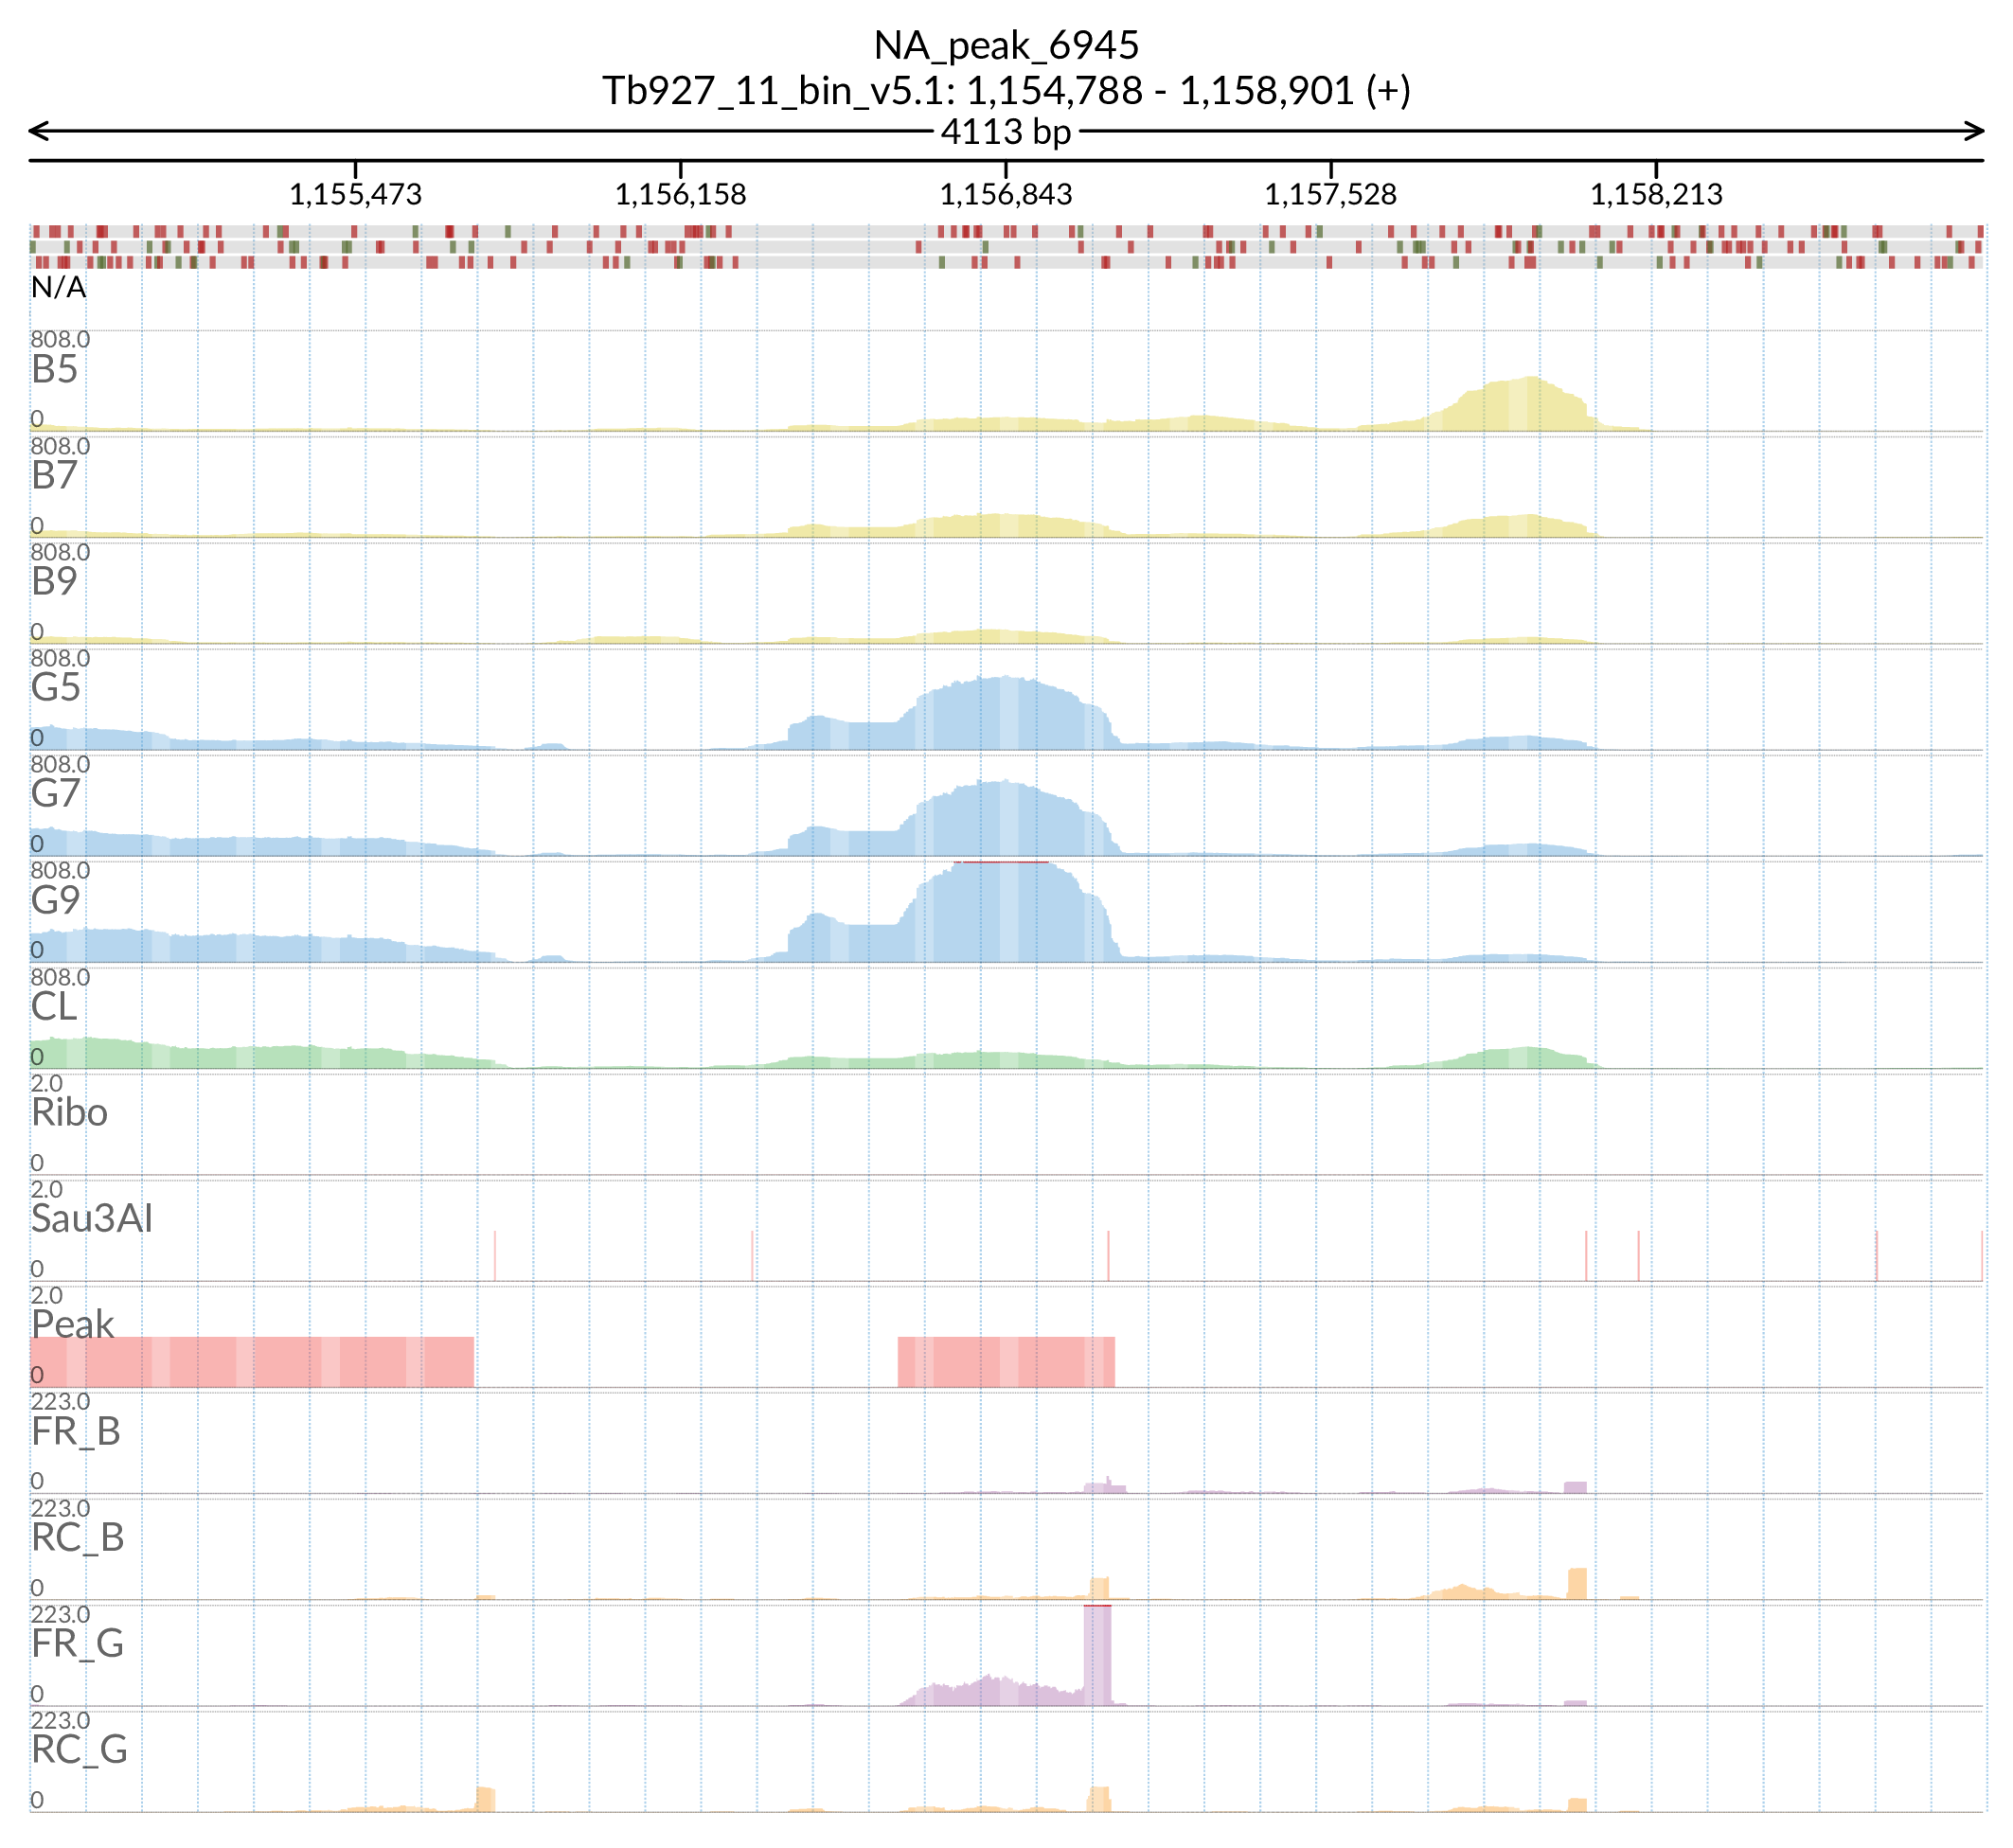 NA_peak_6945
Tb927_11_bin_v5.1: 1,154,788 - 1,158,901 (+)
4113 bp
1,155,473 1,156,158 1,156,843 1,157,528 1,158,213
N/A
808.0
B5
0
808.0
B7
0
808.0
B9
0
808.0
G5
0
808.0
G7
0
808.0
G9
0
808.0
CL
0
2.0
Ribo
0
2.0
Sau3AI
0
2.0
Peak
0
223.0
FR_B
0
223.0
RC_B
0
223.0
FR_G
0
223.0
RC_G
0